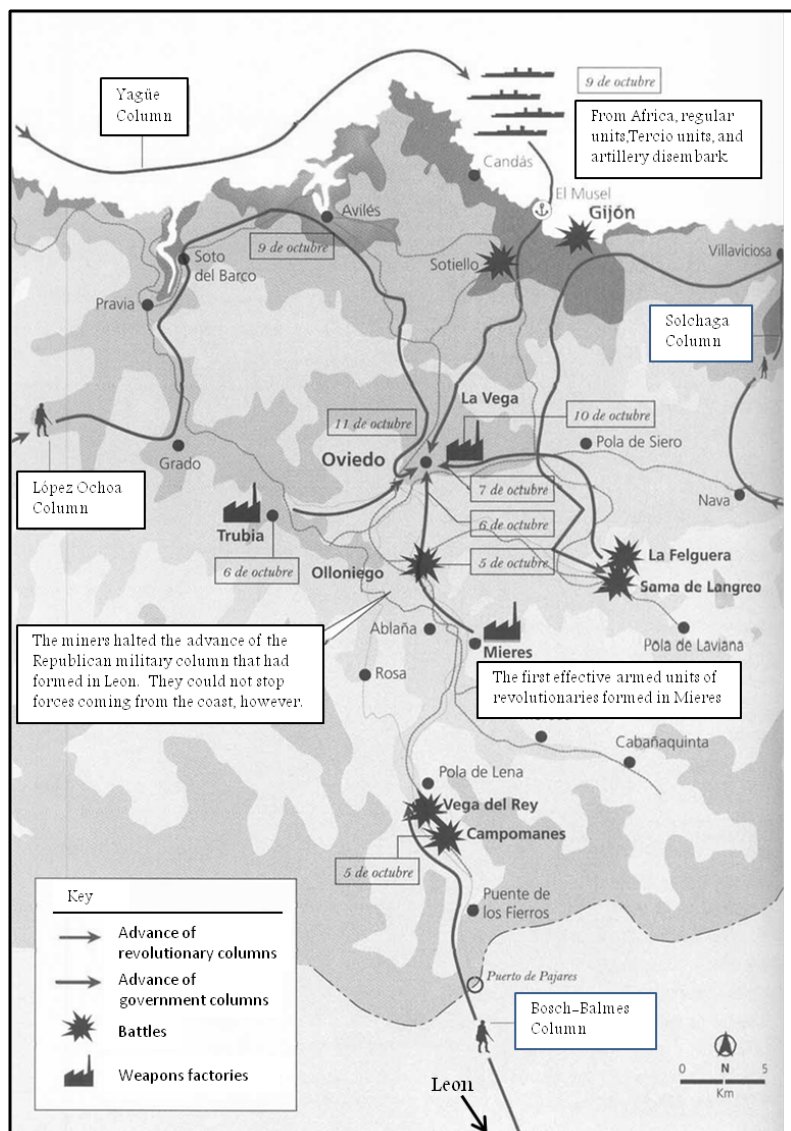 Yagüe
Column
9 de octubre
From Africa, regular
units,Tercio units, and
artillery disembark
Candás
El Musel
Gijón
Avilés
9 de octubre
Sotiello
Villaviciosa
Soto
del Barco
Pravia
Solchaga
Column
La Vega
10 de octubre
11 de octubre
Oviedo
Pola de Siero
Grado
López Ochoa
Column
7 de octubre
Nava
6 de octubre
Trubia
6 de octubre
Olloniego
5 de octubre
La Felguera
Sama de Langreo
Ablaña
Mieres
Pola de Laviana
The miners halted the advance of the
Republican military column that had
formed in Leon. They could not stop
forces coming from the coast, however.
Rosa
The first effective armed units of
revolutionaries formed in Mieres
Cabañaquinta
Pola de Lena
Vega del Rey
Campomanes
5 de octubre
Puente de
los Fierros
Puerto de Pajares
Key
Advance of
revolutionary columns
Advance of
government columns
Battles
Weapons factories
Bosch-Balmes
Column
Leon
0 N 5
Km